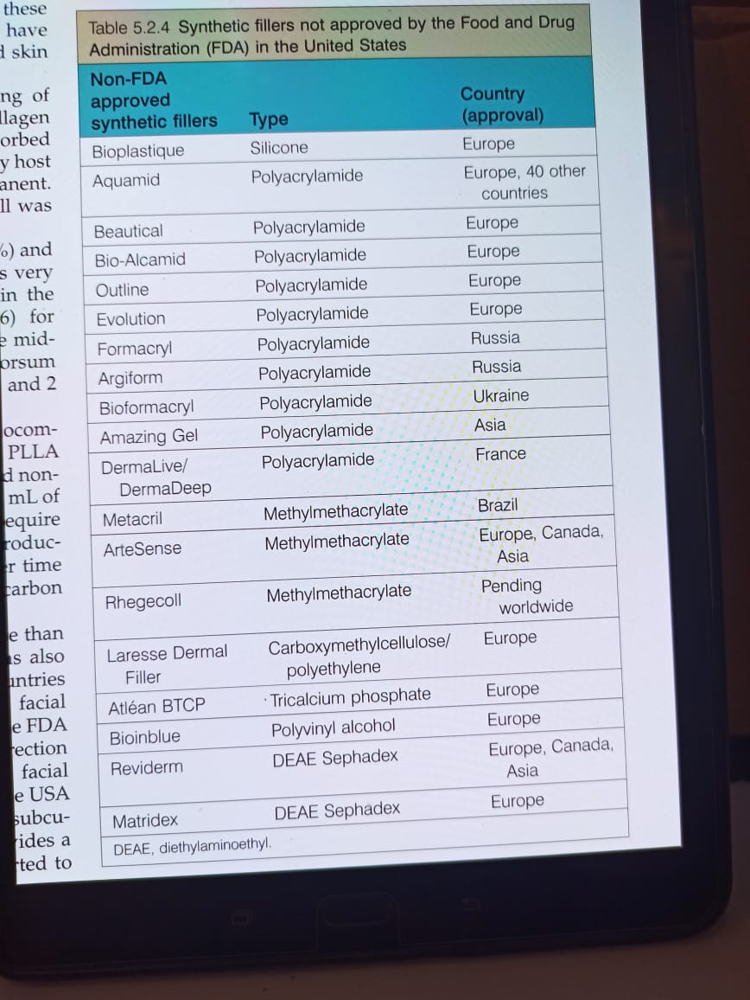 these
have
skin
ng of
llagen
orbed
y host
anent.
ll was
%) and
s very
in the
6) for
e mid-
orsum
and 2
ocom-
PLLA
d non-
mL of
equire
roduc-
er time
carbon
e than
as also
untries
facial
e FDA
rection
facial
e USA
subcu-
vides a
rted to
Table 5.2.4 Synthetic fillers not approved by the Food and Drug
Administration (FDA) in the United States
Non-FDA
approved
synthetic fillers Type Country
(approval)
Bioplastique Silicone Europe
Aquamid Polyacrylamide Europe, 40 other
countries
Beautical Polyacrylamide Europe
Bio-Alcamid Polyacrylamide Europe
Outline Polyacrylamide Europe
Evolution Polyacrylamide Europe
Formacryl Polyacrylamide Russia
Argiform Polyacrylamide Russia
Bioformacryl Polyacrylamide Ukraine
Amazing Gel Polyacrylamide Asia
DermaLive/ Polyacrylamide France
DermaDeep
Metacril Methylmethacrylate Brazil
ArteSense Methylmethacrylate Europe, Canada,
Asia
Rhegecoll Methylmethacrylate Pending
worldwide
Laresse Dermal Carboxymethylcellulose/ Europe
Filler polyethylene
Atléan BTCP Tricalcium phosphate Europe
Bioinblue Polyvinyl alcohol Europe
Reviderm DEAE Sephadex Europe, Canada,
Asia
Matridex DEAE Sephadex Europe
DEAE, diethylaminoethyl.